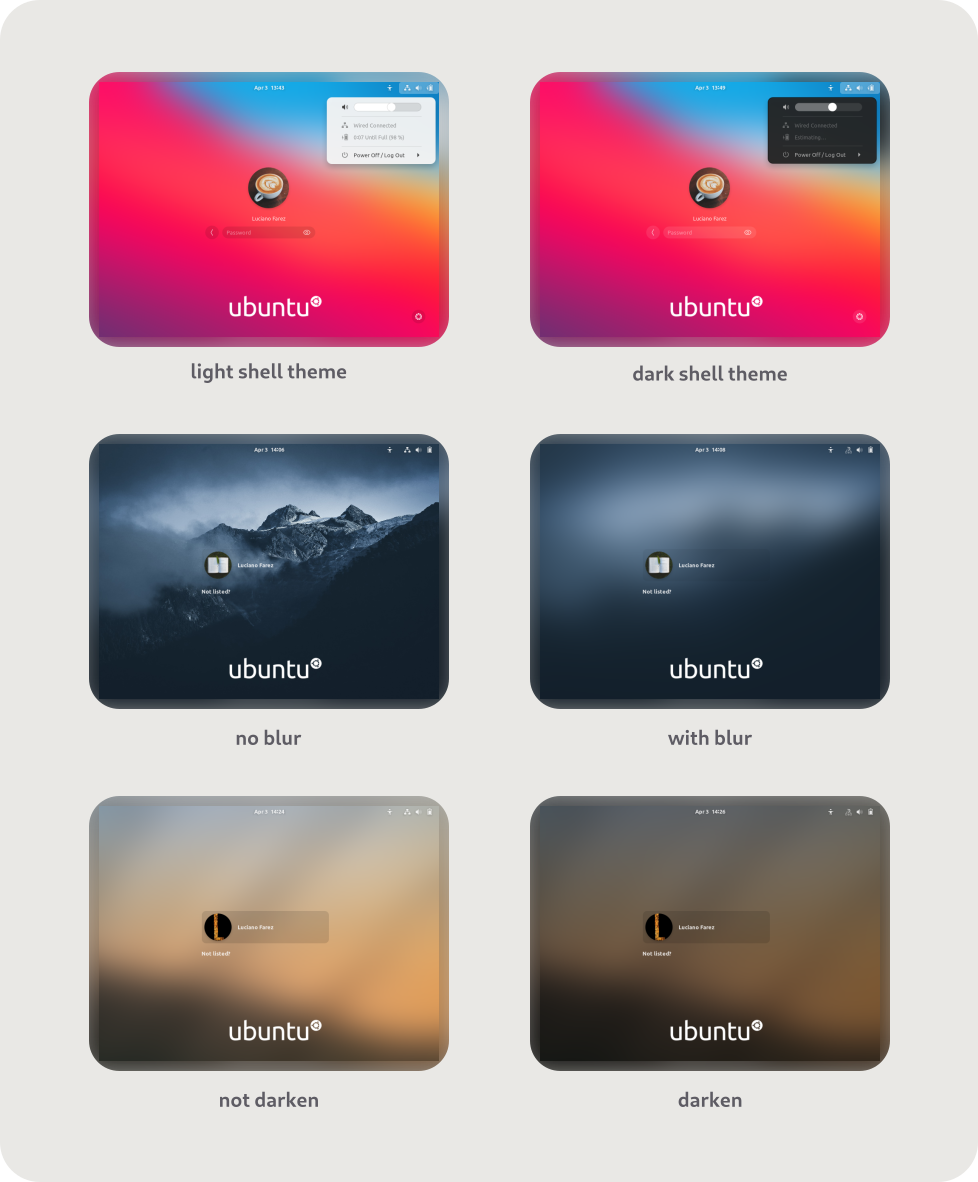 Apr 3 13:43
Wired Connected
0:07 Until Full (98 %)
Power Off / Log Out
Luciano Farez
Password
ubuntu
light shell theme
Apr 3 13:49
Wired Connected
Estimating…
Power Off / Log Out
Luciano Farez
Password
ubuntu
dark shell theme
Apr 3 14:06
Luciano Farez
Not listed?
ubuntu
no blur
Apr 3 14:08
Luciano Farez
Not listed?
ubuntu
with blur
Apr 3 14:24
Luciano Farez
Not listed?
ubuntu
not darken
Apr 3 14:26
Luciano Farez
Not listed?
ubuntu
darken